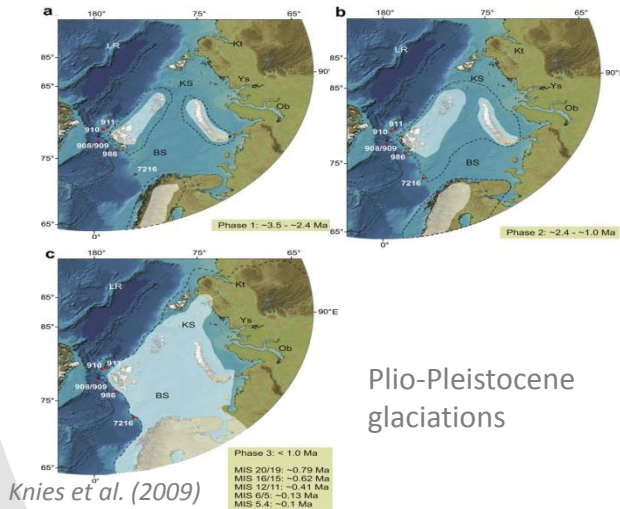 a
180
75°
LR
Kt
85°
KS
Ys
90°
Ob
911
910
908/909
986
BS
75°
7216
65°
0°
Phase 1: ~3.5 - ~2.4 Ma
b
180
75°
LR
Kt
85°
KS
Ys
90°
Ob
911
910
908/909
986
BS
75°
7216
65°
0°
Phase 2: ~2.4 - ~1.0 Ma
c
180
75°
LR
Kt
85°
KS
Ys
90°E
85°
Ob
910
911
908/909
986
BS
75°
7216
65°
0°
Phase 3: < 1.0 Ma
MIS 20/19: ~0.79 Ma
MIS 16/15: ~0.62 Ma
MIS 12/11: ~0.41 Ma
MIS 6/5: ~0.13 Ma
MIS 5.4: ~0.1 Ma
Plio-Pleistocene
glaciations
Knies et al. (2009)